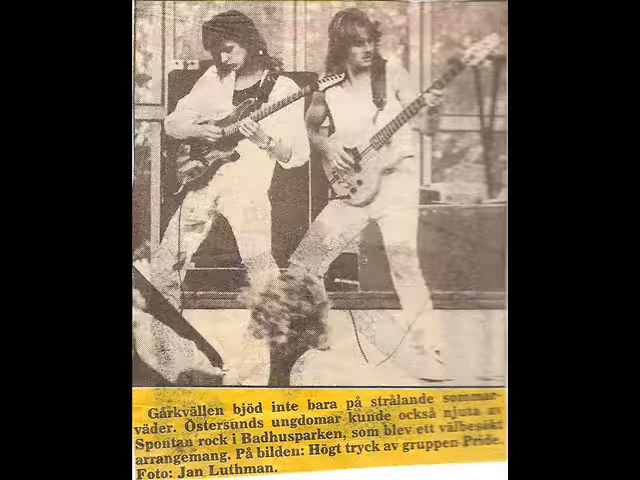 Gårkvällen bjöd inte bara på strålande sommar-
väder. Östersunds ungdomar kunde också njuta av
Spontan rock i Badhusparken, som blev ett välbesökt
arrangemang. På bilden: Högt tryck av gruppen Pride.
Foto: Jan Luthman.